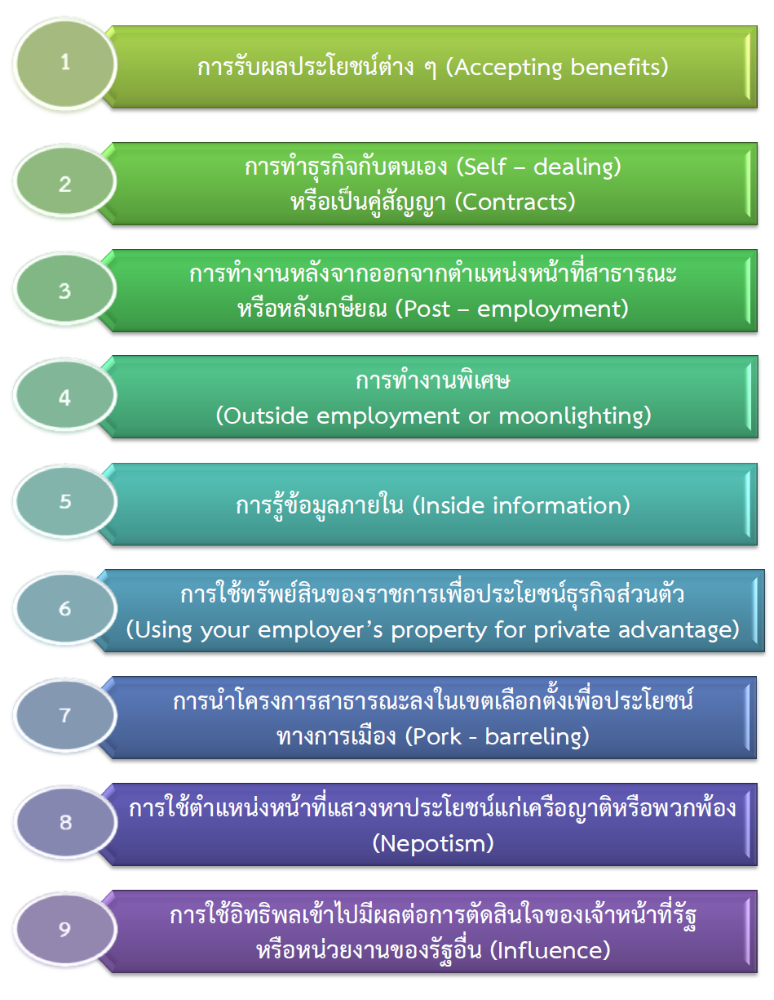 1
การรับผลประโยชน์ต่าง ๆ (Accepting benefits)
2
การทำธุรกิจกับตนเอง (Self – dealing)
หรือเป็นคู่สัญญา (Contracts)
3
การทำงานหลังจากออกจากตำแหน่งหน้าที่สาธารณะ
หรือหลังเกษียณ (Post – employment)
4
การทำงานพิเศษ
(Outside employment or moonlighting)
5
การรู้ข้อมูลภายใน (Inside information)
6
การใช้ทรัพย์สินของราชการเพื่อประโยชน์ธุรกิจส่วนตัว
(Using your employer’s property for private advantage)
7
การนำโครงการสาธารณะลงในเขตเลือกตั้งเพื่อประโยชน์
ทางการเมือง (Pork - barreling)
8
การใช้ตำแหน่งหน้าที่แสวงหาประโยชน์แก่เครือญาติหรือพวกพ้อง
(Nepotism)
9
การใช้อิทธิพลเข้าไปมีผลต่อการตัดสินใจของเจ้าหน้าที่รัฐ
หรือหน่วยงานของรัฐอื่น (Influence)